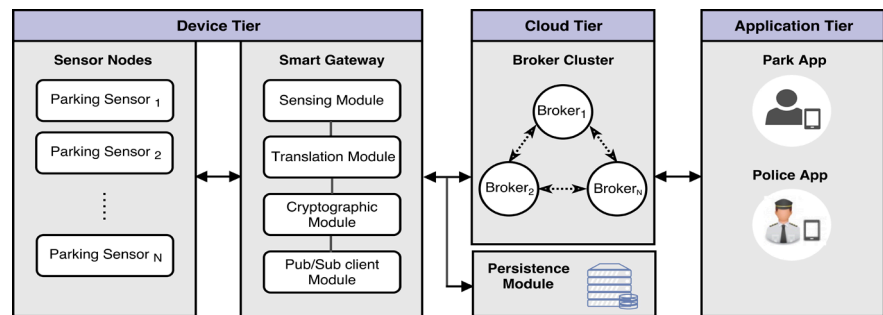 Device Tier
Cloud Tier
Application Tier
Sensor Nodes
Parking Sensor 1
Parking Sensor 2
Parking Sensor N
Smart Gateway
Sensing Module
Translation Module
Cryptographic
Module
Pub/Sub client
Module
Broker Cluster
Broker1
Broker2
BrokerN
Persistence
Module
Park App
Police App